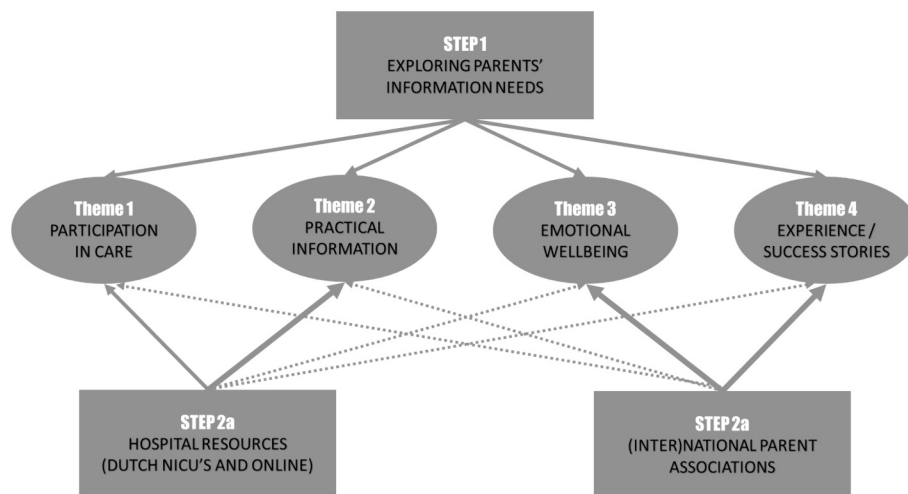 STEP 1
EXPLORING PARENTS'
INFORMATION NEEDS
Theme 1
PARTICIPATION
IN CARE
Theme 2
PRACTICAL
INFORMATION
Theme 3
EMOTIONAL
WELLBEING
Theme 4
EXPERIENCE /
SUCCESS STORIES
STEP 2a
HOSPITAL RESOURCES
(DUTCH NICU'S AND ONLINE)
STEP 2a
(INTER)NATIONAL PARENT
ASSOCIATIONS